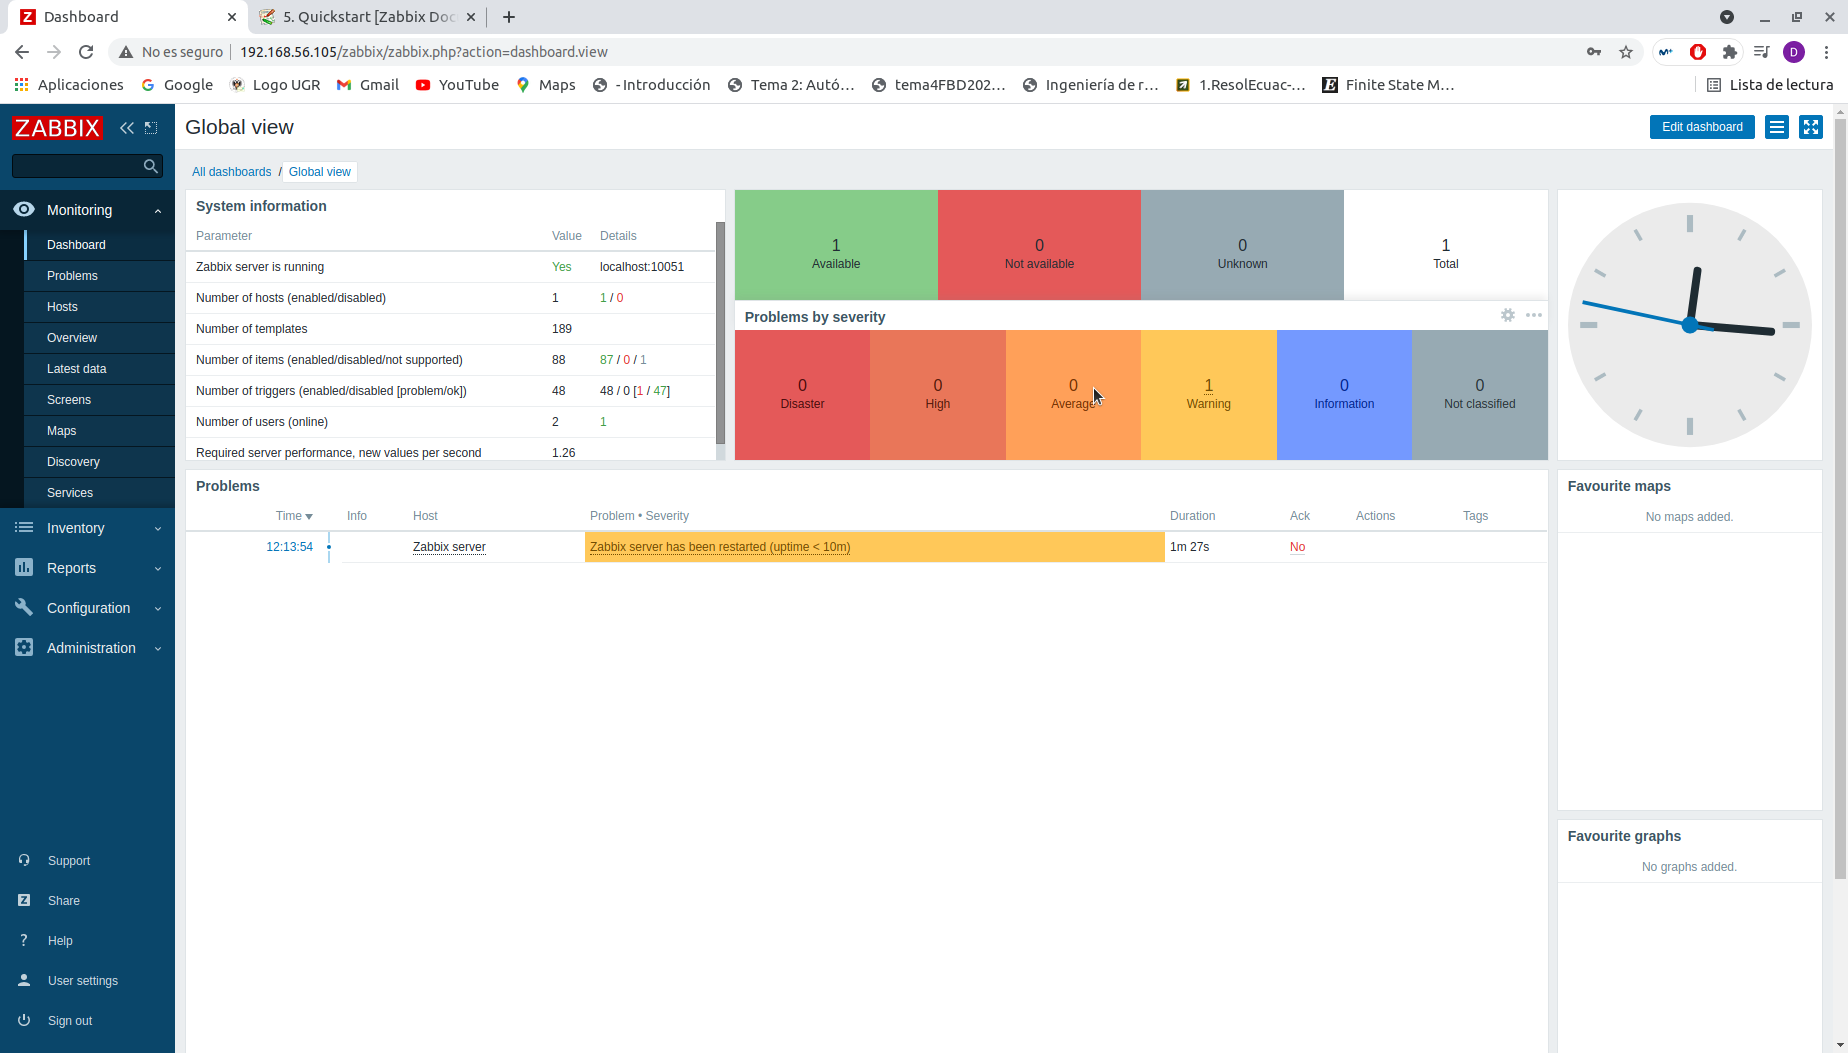 Dashboard
5. Quickstart [Zabbix Doc
No es seguro
192.168.56.105/zabbix/zabbix.php?action=dashboard.view
D
Aplicaciones
Google
Logo UGR
Gmail
YouTube
Maps
- Introducción
Tema 2: Autó…
tema4FBD202…
Ingeniería de r…
1.ResolEcuac-…
Finite State M…
Lista de lectura
ZABBIX
Global view
Edit dashboard
All dashboards / Global view
Monitoring
Dashboard
Problems
Hosts
Overview
Latest data
Screens
Maps
Discovery
Services
Inventory
Reports
Configuration
Administration
Support
Share
Help
User settings
Sign out
System information
Parameter Value Details
Zabbix server is running Yes localhost:10051
Number of hosts (enabled/disabled) 1 1 / 0
Number of templates 189
Number of items (enabled/disabled/not supported) 88 87 / 0 / 1
Number of triggers (enabled/disabled [problem/ok]) 48 48 / 0 [1 / 47]
Number of users (online) 2 1
Required server performance, new values per second 1.26
1 0 0 1
Available Not available Unknown Total
Problems by severity
0 0 0 1 0 0
Disaster High Average Warning Information Not classified
Problems
Time Info Host Problem • Severity Duration Ack Actions Tags
12:13:54 Zabbix server Zabbix server has been restarted (uptime < 10m) 1m 27s No
Favourite maps
No maps added.
Favourite graphs
No graphs added.